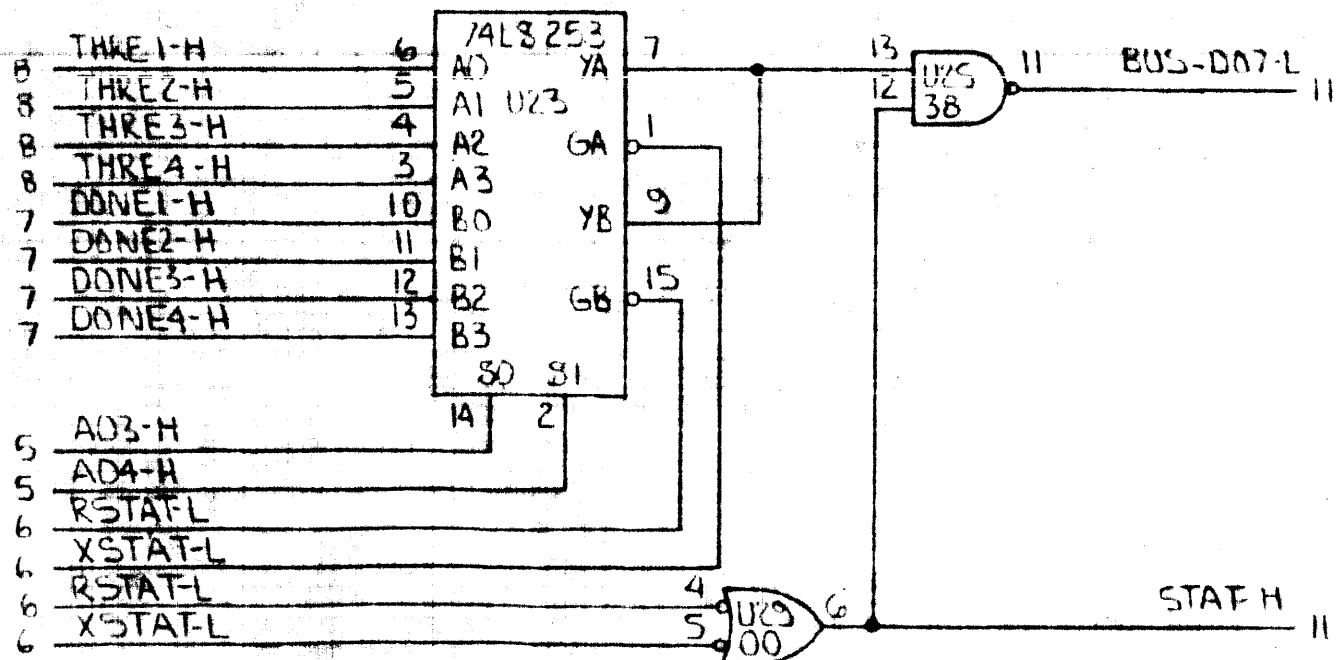 74LS253
8 THRE1-H 6 A0 YA 7
8 THRE2-H 5 A1 U23
8 THRE3-H 4 A2 GA 1
8 THRE4-H 3 A3
7 DONE1-H 10 B0 YB 9
7 DONE2-H 11 B1
7 DONE3-H 12 B2 GB 15
7 DONE4-H 13 B3
S0 S1
14 2
13 U25 11 BUS-D07-L 11
12 38
5 A03-H
5 A04-H
6 RSTAT-L
6 XSTAT-L
6 RSTAT-L 4 U29 6 STAT-H 11
6 XSTAT-L 5 00